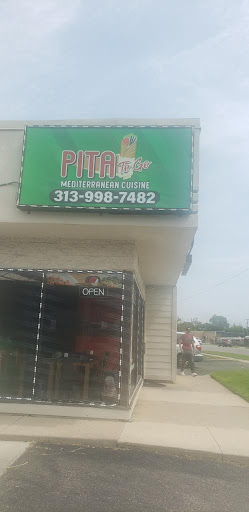 PITA To Go
MEDITERRANEAN CUISINE
313-998-7482
OPEN